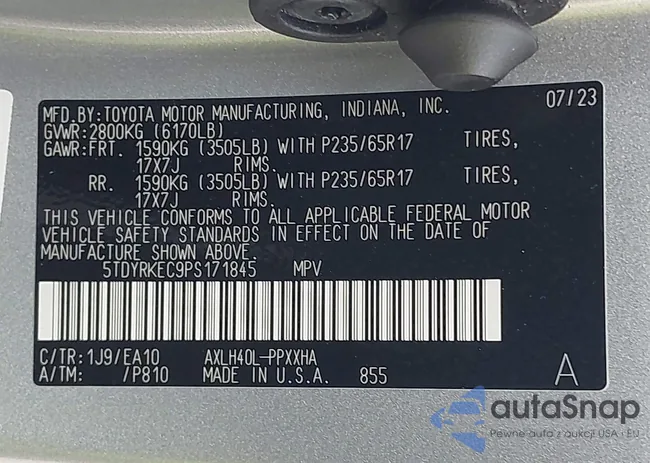 MFD.BY:TOYOTA MOTOR MANUFACTURING, INDIANA, INC. 07/23
GVWR:2800KG (6170LB)
GAWR:FRT. 1590KG (3505LB) WITH P235/65R17 TIRES,
17X7J RIMS.
RR. 1590KG (3505LB) WITH P235/65R17 TIRES,
17X7J RIMS.
THIS VEHICLE CONFORMS TO ALL APPLICABLE FEDERAL MOTOR
VEHICLE SAFETY STANDARDS IN EFFECT ON THE DATE OF
MANUFACTURE SHOWN ABOVE.
5TDYRKEC9PS171845 MPV
C/TR:1J9/EA10 AXLH40L-PPXXHA
A/TM: /P810 MADE IN U.S.A. 855 A
autaSnap
Pewne auto z aukcji USA i EU